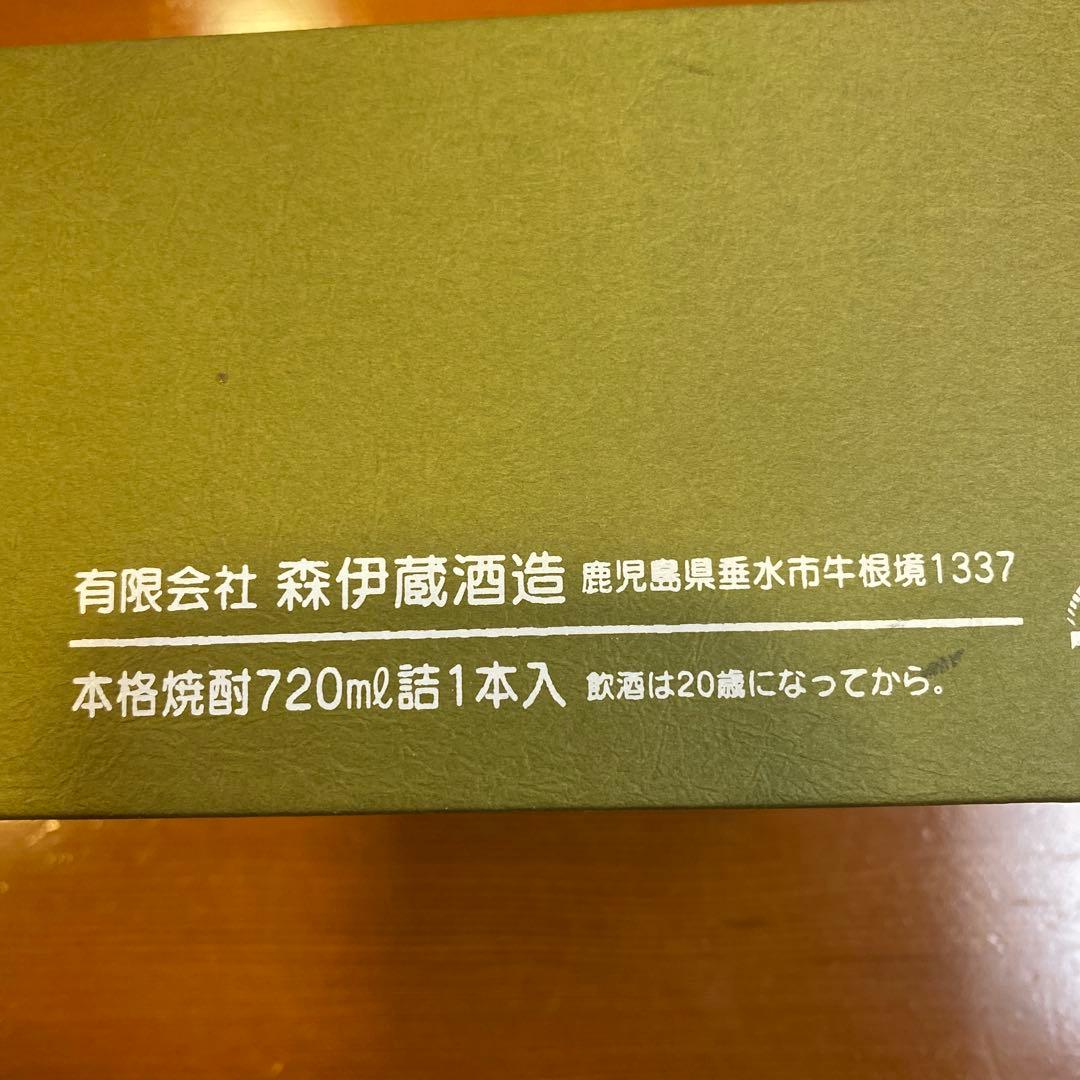 有限会社 森伊蔵酒造 鹿児島県垂水市牛根境1337
本格焼酎720mℓ詰1本入 飲酒は20歳になってから。